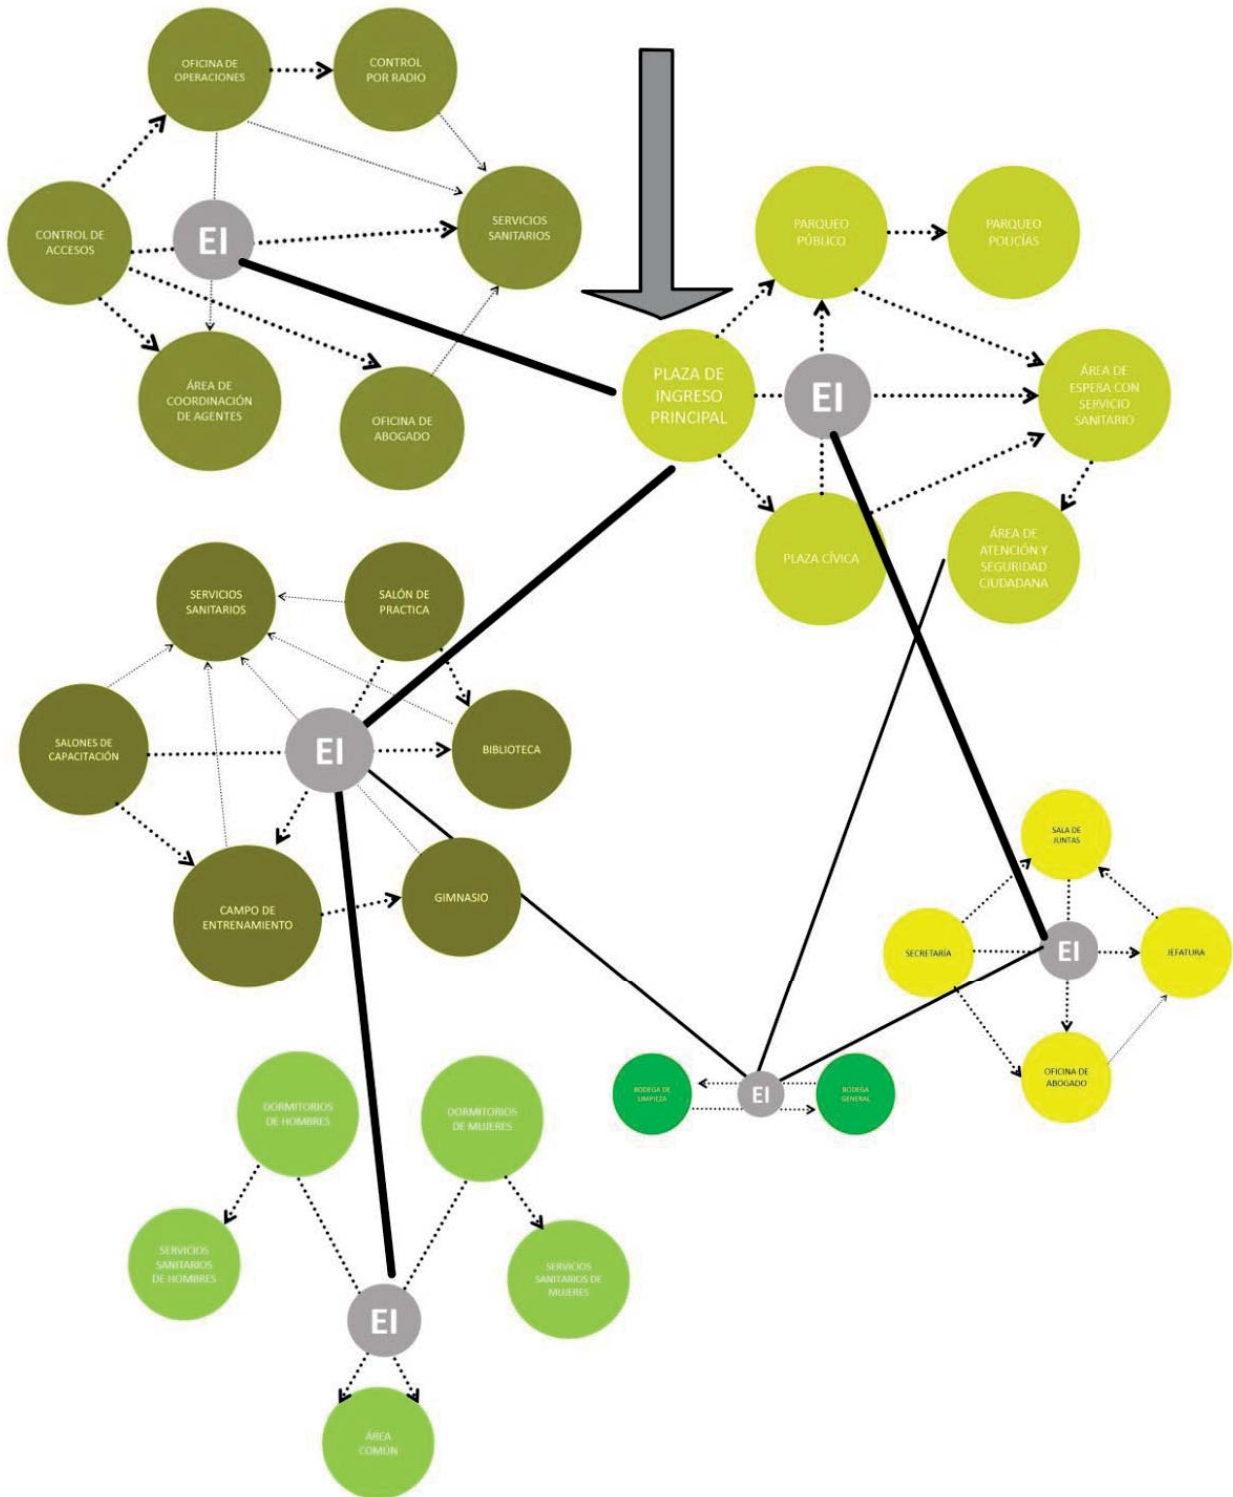 OFICINA DE
OPERACIONES
CONTROL
POR RADIO
CONTROL DE
ACCESOS
EI
SERVICIOS
SANITARIOS
ÁREA DE
COORDINACIÓN
DE AGENTES
OFICINA DE
ABOGADO
PARQUEO
PÚBLICO
PARQUEO
POLICÍAS
PLAZA DE
INGRESO
PRINCIPAL
EI
ÁREA DE
ESPERA CON
SERVICIO
SANITARIO
PLAZA CÍVICA
ÁREA DE
ATENCIÓN Y
SEGURIDAD
CIUDADANA
SERVICIOS
SANITARIOS
SALÓN DE
PRACTICA
SALONES DE
CAPACITACIÓN
EI
BIBLIOTECA
CAMPO DE
ENTRENAMIENTO
GIMNASIO
SALA DE
JUNTAS
SECRETARÍA
EI
JEFATURA
OFICINA DE
ABOGADO
BODEGA DE
LIMPIEZA
EI
BODEGA
GENERAL
DORMITORIOS
DE HOMBRES
DORMITORIOS
DE MUJERES
SERVICIOS
SANITARIOS
DE HOMBRES
SERVICIOS
SANITARIOS DE
MUJERES
EI
ÁREA
COMÚN